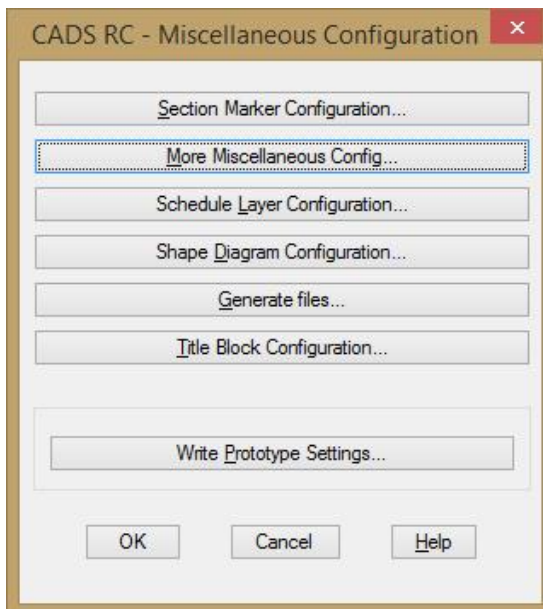 CADS RC - Miscellaneous Configuration
Section Marker Configuration...
More Miscellaneous Config...
Schedule Layer Configuration...
Shape Diagram Configuration...
Generate files...
Title Block Configuration...
Write Prototype Settings...
OK Cancel Help